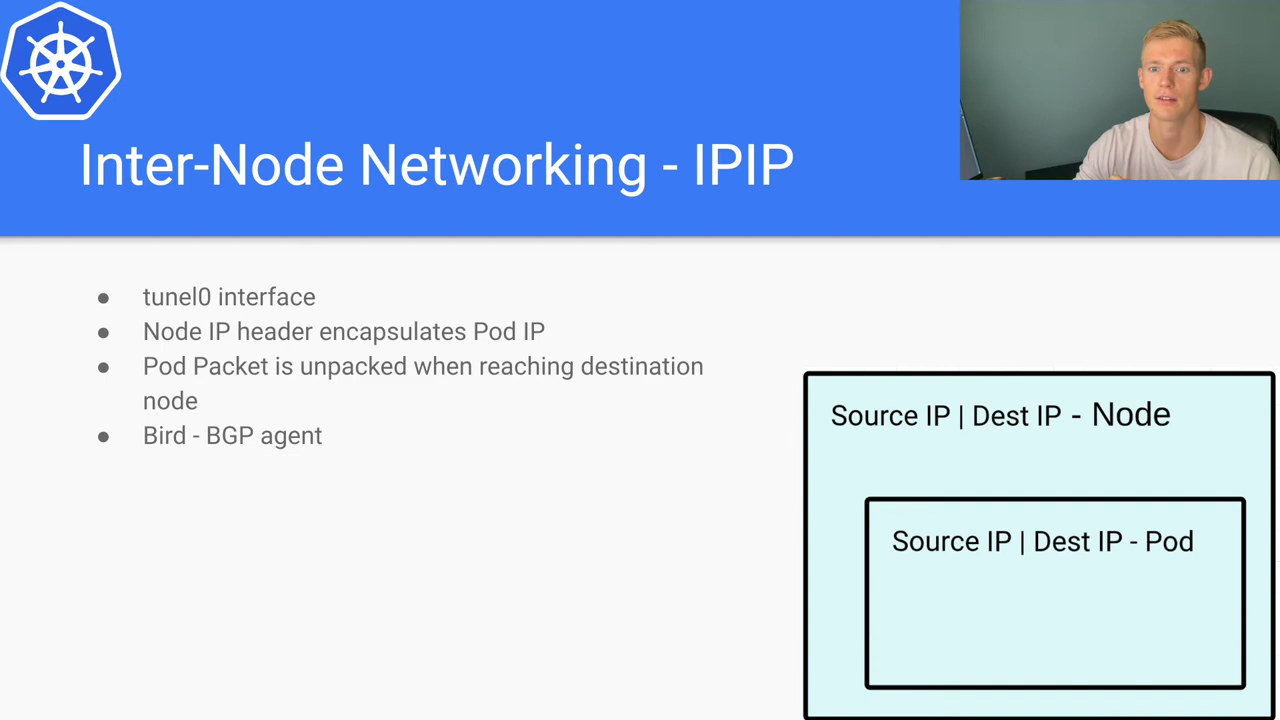 Inter-Node Networking - IPIP
tunel0 interface
Node IP header encapsulates Pod IP
Pod Packet is unpacked when reaching destination
node
Bird - BGP agent
Source IP | Dest IP - Node
Source IP | Dest IP - Pod